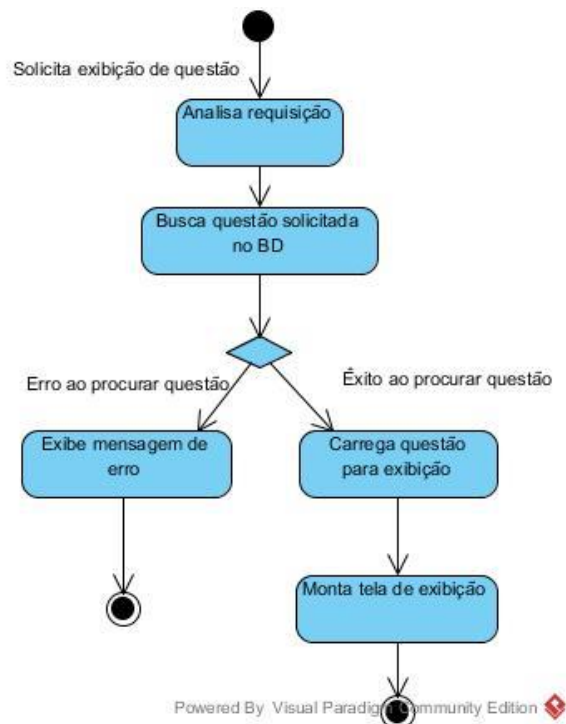 Solicita exibição de questão
Analisa requisição
Busca questão solicitada
no BD
Erro ao procurar questão
Êxito ao procurar questão
Exibe mensagem de
erro
Carrega questão
para exibição
Monta tela de exibição
Powered By Visual Paradigm Community Edition